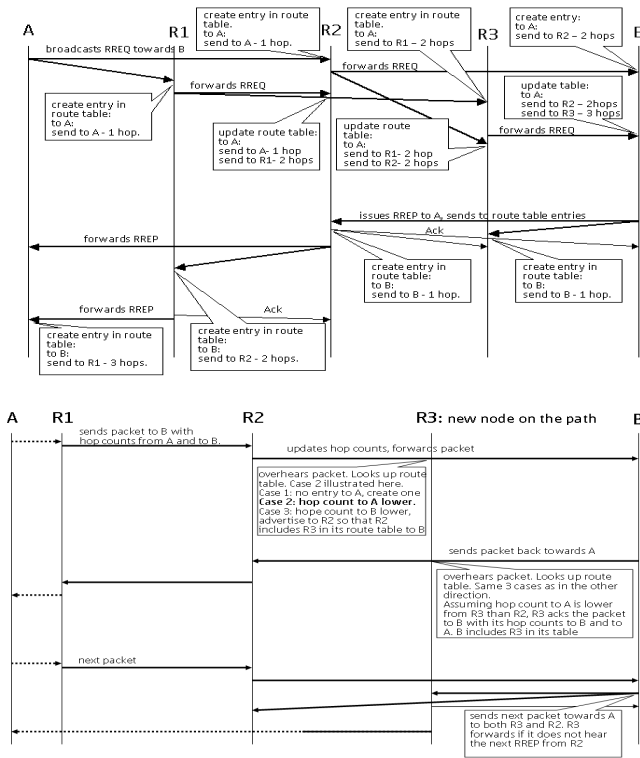 A
R1
R2
R3
B
create entry in route
table.
to A:
send to A - 1 hop.
create entry in route
table.
to A:
send to R1 – 2 hops
create entry:
to A:
send to R2 – 2 hops
broadcasts RREQ towards B
forwards RREQ
forwards RREQ
create entry in
route table:
to A:
send to A - 1 hop.
update route table:
to A:
send to A- 1 hop
send to R1- 2 hops
update route
table:
to A:
send to R1- 2 hop
send to R2- 2 hops
update table:
to A:
send to R2 – 2hops
send to R3 – 3 hops
forwards RREQ
issues RREP to A, sends to route table entries
Ack
forwards RREP
create entry in
route table:
to B:
send to B - 1 hop.
create entry in
route table:
to B:
send to B - 1 hop.
forwards RREP
Ack
create entry in route
table:
to B:
send to R1 - 3 hops.
create entry in route
table:
to B:
send to R2 - 2 hops.
A
R1
R2
R3: new node on the path
B
sends packet to B with
hop counts from A and to B.
updates hop counts, forwards packet
overhears packet. Looks up route
table. Case 2 illustrated here.
Case 1: no entry to A, create one
Case 2: hop count to A lower.
Case 3: hope count to B lower,
advertise to R2 so that R2
includes R3 in its route table to B
sends packet back towards A
overhears packet. Looks up route
table. Same 3 cases as in the other
direction.
Assuming hop count to A is lower
from R3 than R2, R3 acks the packet
to B with its hop counts to B and to
A. B includes R3 in its table
next packet
sends next packet towards A
to both R3 and R2. R3
forwards if it does not hear
the next RREP from R2